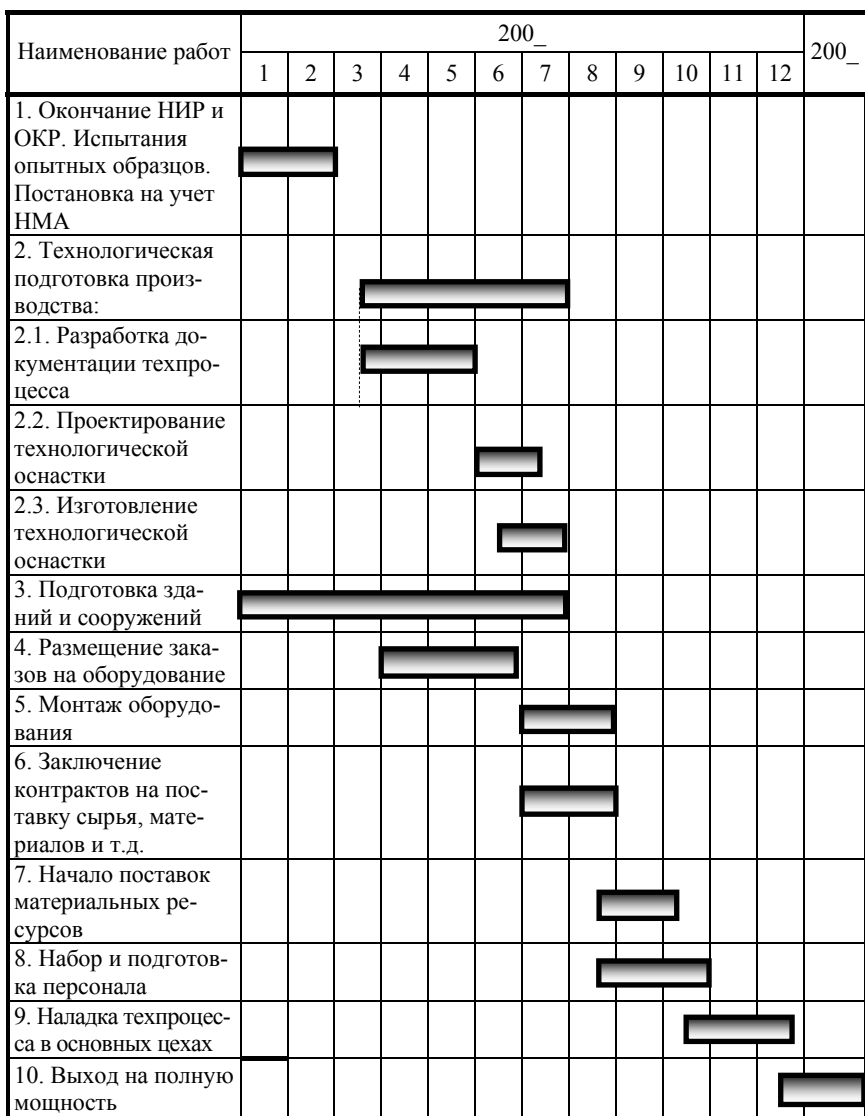 Наименование работ
200_
200_
1 2 3 4 5 6 7 8 9 10 11 12
1. Окончание НИР и
ОКР. Испытания
опытных образцов.
Постановка на учет
НМА
2. Технологическая
подготовка произ-
водства:
2.1. Разработка до-
кументации техпро-
цесса
2.2. Проектирование
технологической
оснастки
2.3. Изготовление
технологической
оснастки
3. Подготовка зда-
ний и сооружений
4. Размещение зака-
зов на оборудование
5. Монтаж оборудо-
вания
6. Заключение
контрактов на пос-
тавку сырья, мате-
риалов и т.д.
7. Начало поставок
материальных ре-
сурсов
8. Набор и подготов-
ка персонала
9. Наладка техпроцес-
са в основных цехах
10. Выход на полную
мощность